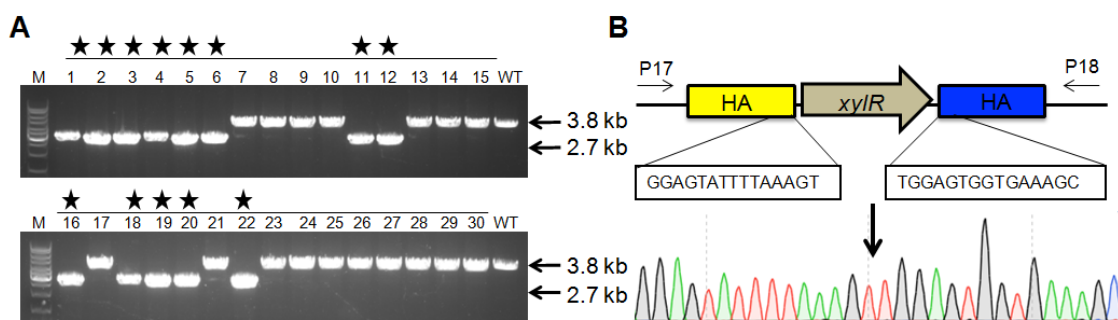 A
★ ★ ★ ★ ★ ★ ★ ★
M 1 2 3 4 5 6 7 8 9 10 11 12 13 14 15 WT
3.8 kb
2.7 kb
★ ★ ★ ★ ★
M 16 17 18 19 20 21 22 23 24 25 26 27 28 29 30 WT
3.8 kb
2.7 kb
B
P17
P18
HA
xylR
HA
GGAGTATTTTAAAGT
TGGAGTGGTGAAAGC